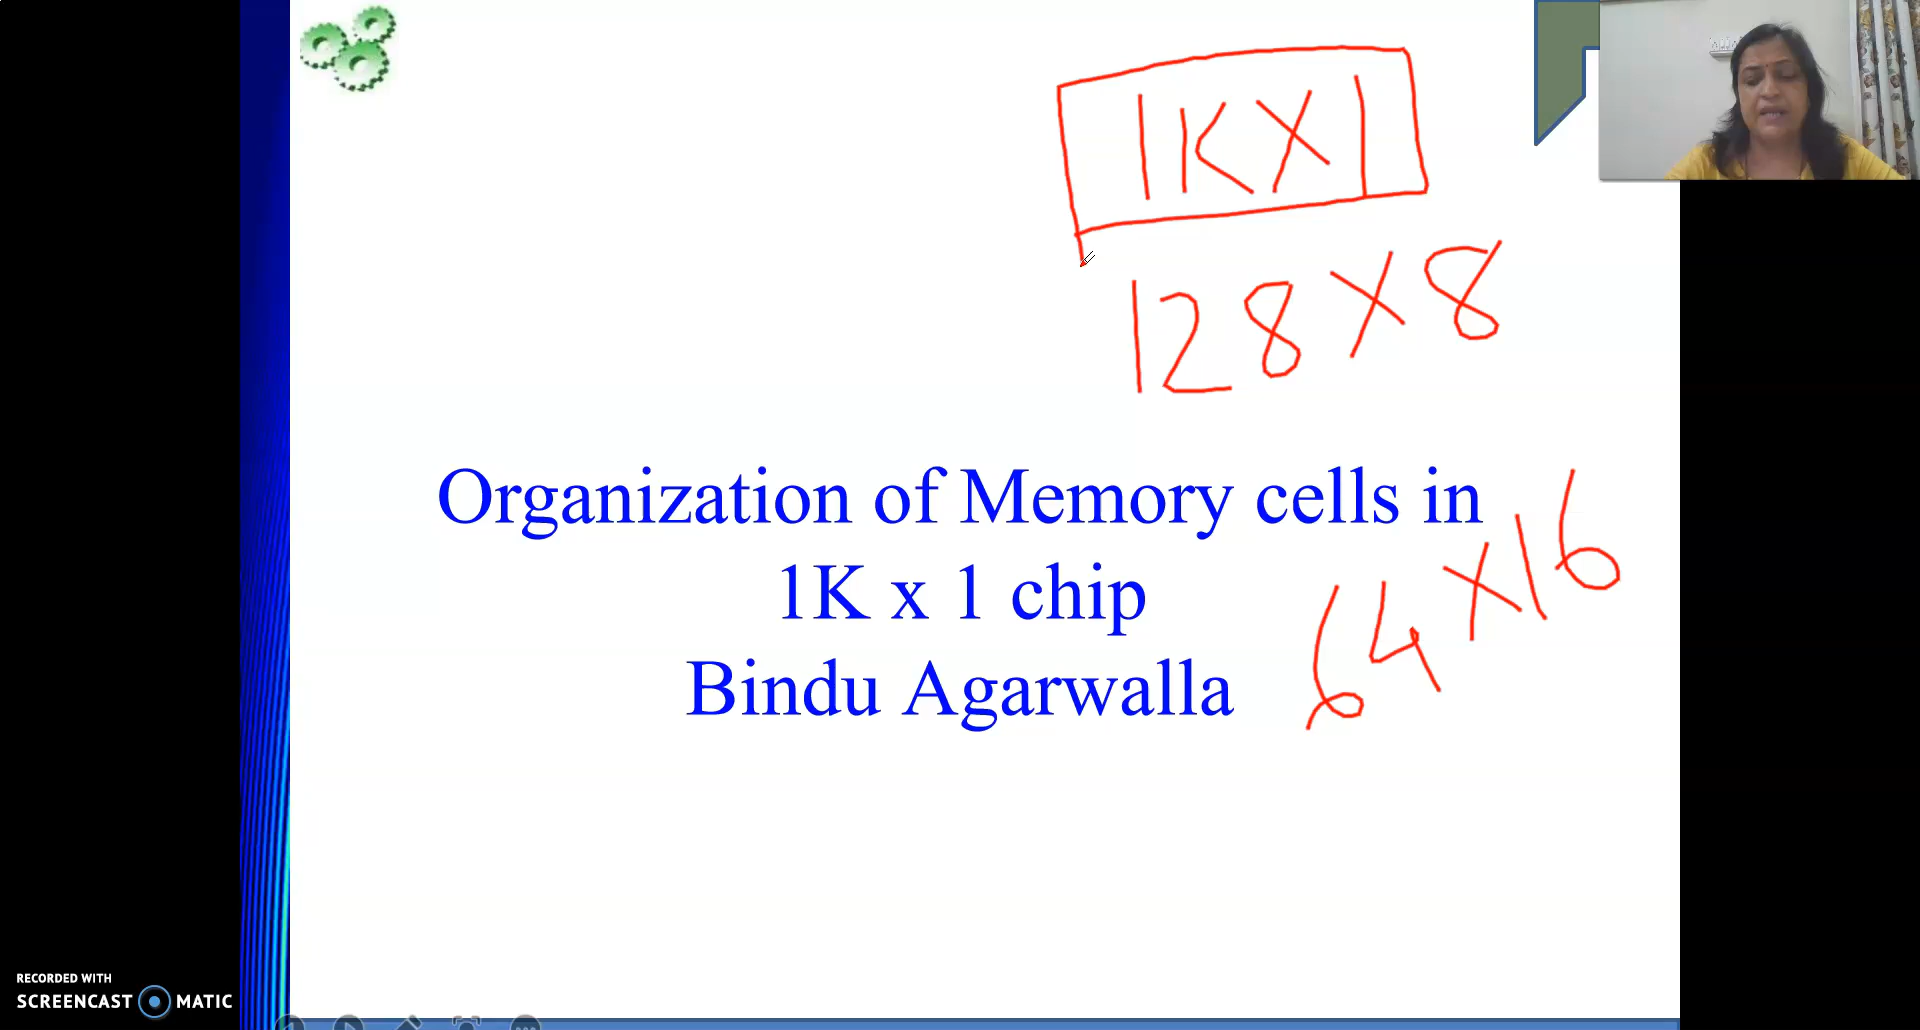 1K X 1
128 X 8
Organization of Memory cells in
1K x 1 chip
64 X 16
Bindu Agarwalla
RECORDED WITH
SCREENCAST MATIC